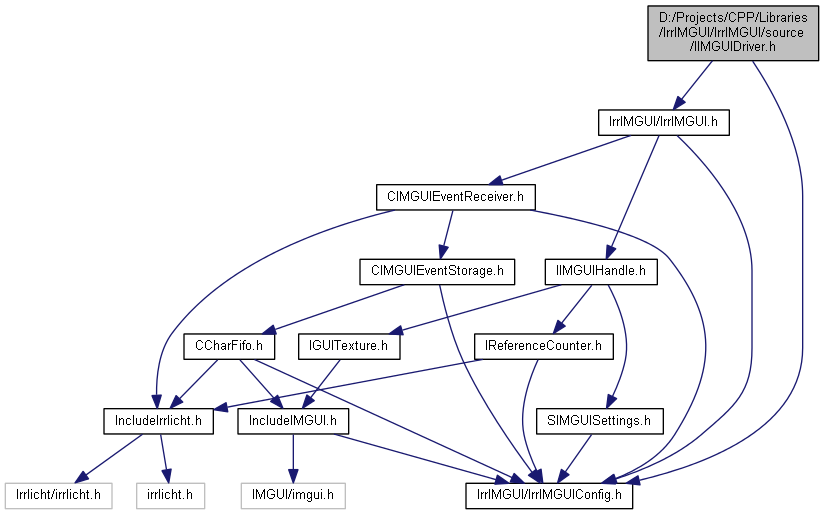 D:/Projects/CPP/Libraries
/IrrIMGUI/IrrIMGUI/source
/IIMGUIDriver.h
IrrIMGUI/IrrIMGUI.h
CIMGUIEventReceiver.h
CIMGUIEventStorage.h
IIMGUIHandle.h
CCharFifo.h
IGUITexture.h
IReferenceCounter.h
IncludeIrrlicht.h
IncludeIMGUI.h
SIMGUISettings.h
Irrlicht/irrlicht.h
irrlicht.h
IMGUI/imgui.h
IrrIMGUI/IrrIMGUIConfig.h